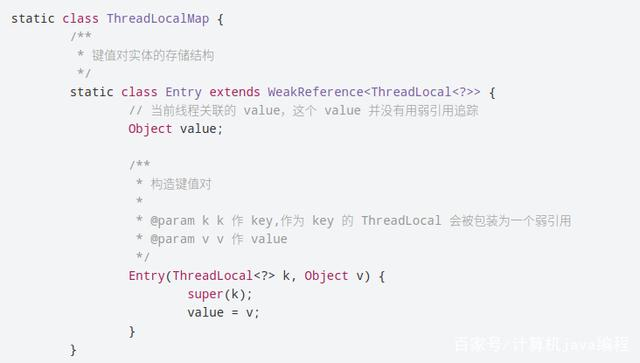 static class ThreadLocalMap {
/**
* 键值对实体的存储结构
*/
static class Entry extends WeakReference<ThreadLocal<?>> {
// 当前线程关联的 value，这个 value 并没有用弱引用追踪
Object value;
/**
* 构造键值对
*
* @param k k 作 key,作为 key 的 ThreadLocal 会被包装为一个弱引用
* @param v v 作 value
*/
Entry(ThreadLocal<?> k, Object v) {
super(k);
value = v;
}
}
百家号/计算机java编程